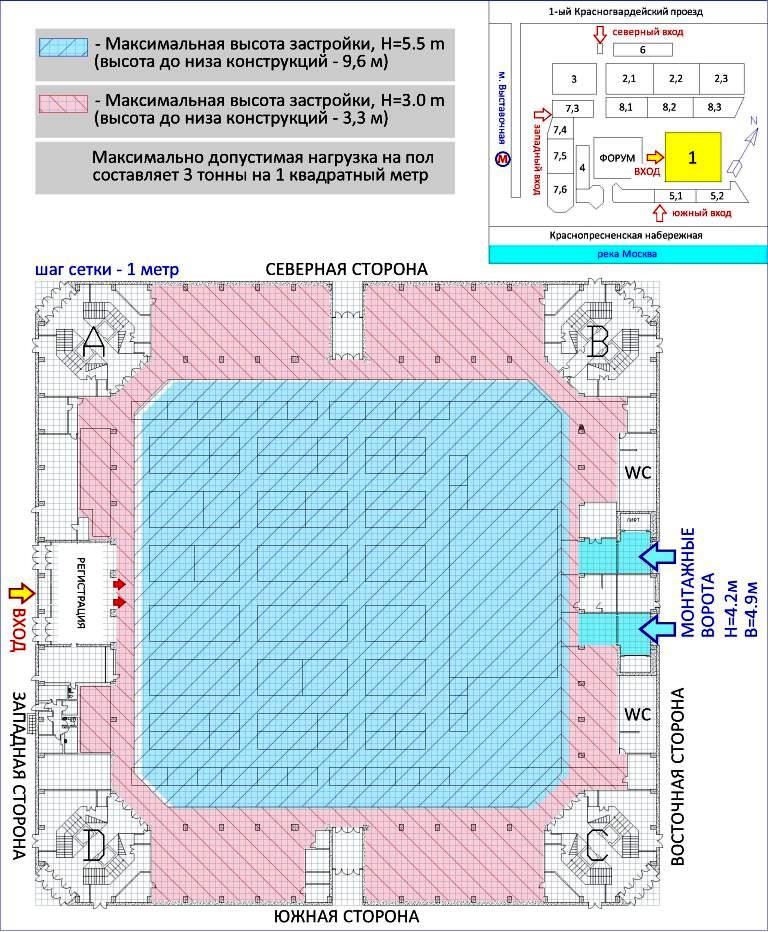 - Максимальная высота застройки, H=5.5 m
(высота до низа конструкций - 9,6 м)
- Максимальная высота застройки, H=3.0 m
(высота до низа конструкций - 3,3 м)
Максимально допустимая нагрузка на пол
составляет 3 тонны на 1 квадратный метр
1-ый Красногвардейский проезд
северный вход
6
3
2,1
2,2
2,3
7,3
8,1
8,2
8,3
м. Выставочная
М
западный вход
7,4
7,5
7,6
4
ФОРУМ
ВХОД
1
N
5,1
5,2
южный вход
Краснопресненская набережная
река Москва
шаг сетки - 1 метр
СЕВЕРНАЯ СТОРОНА
A
B
WC
ЛИФТ
РЕГИСТРАЦИЯ
ВХОД
МОНТАЖНЫЕ
ВОРОТА
H=4.2м
B=4.9м
WC
ЗАПАДНАЯ СТОРОНА
ВОСТОЧНАЯ СТОРОНА
D
C
ЮЖНАЯ СТОРОНА